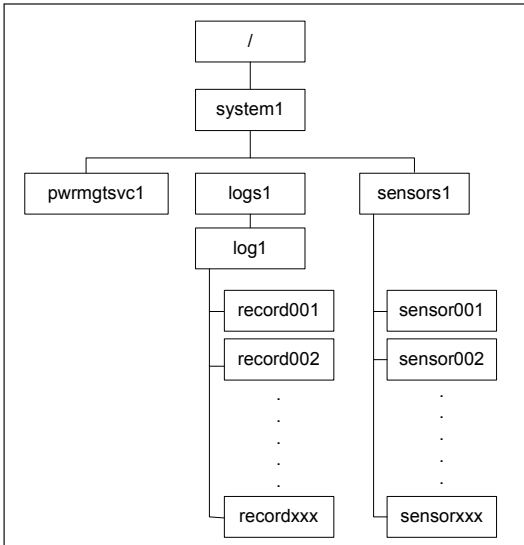 /
system1
pwrmgtsvc1
logs1
sensors1
log1
record001
sensor001
record002
sensor002
recordxxx
sensorxxx